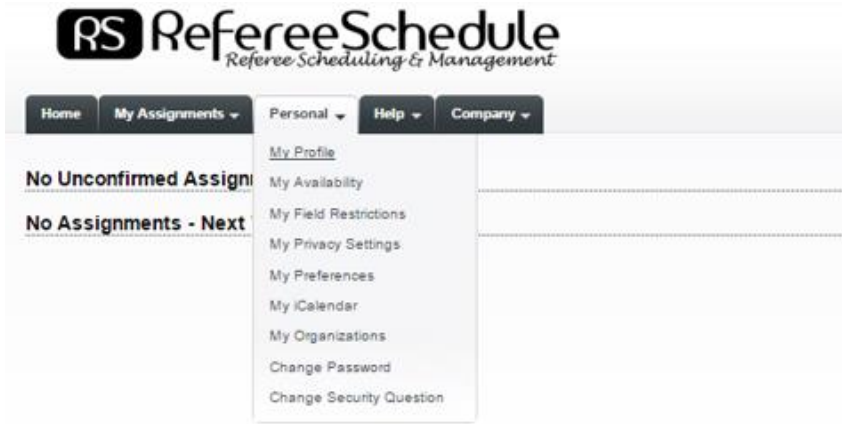 RS RefereeSchedule
Referee Scheduling & Management
Home My Assignments Personal Help Company
My Profile
No Unconfirmed Assign
My Availability
My Field Restrictions
No Assignments - Next
My Privacy Settings
My Preferences
My iCalendar
My Organizations
Change Password
Change Security Question